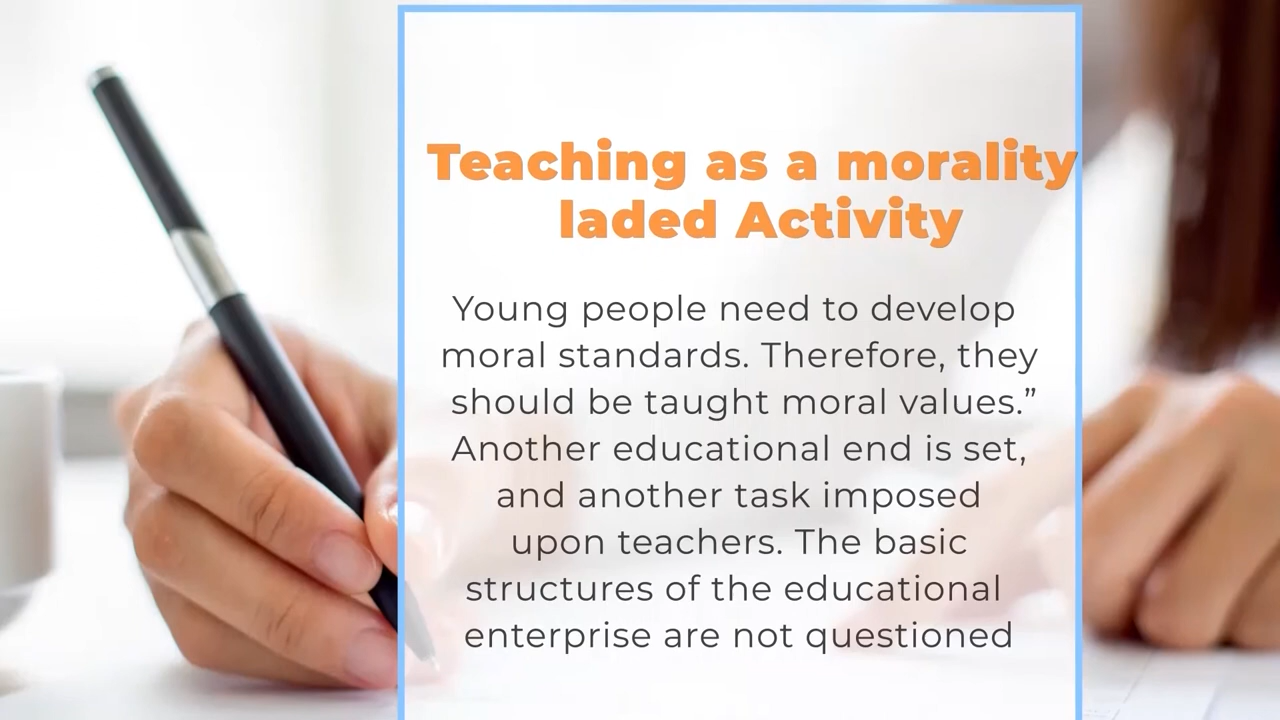 Teaching as a morality
laded Activity
Young people need to develop
moral standards. Therefore, they
should be taught moral values.”
Another educational end is set,
and another task imposed
upon teachers. The basic
structures of the educational
enterprise are not questioned